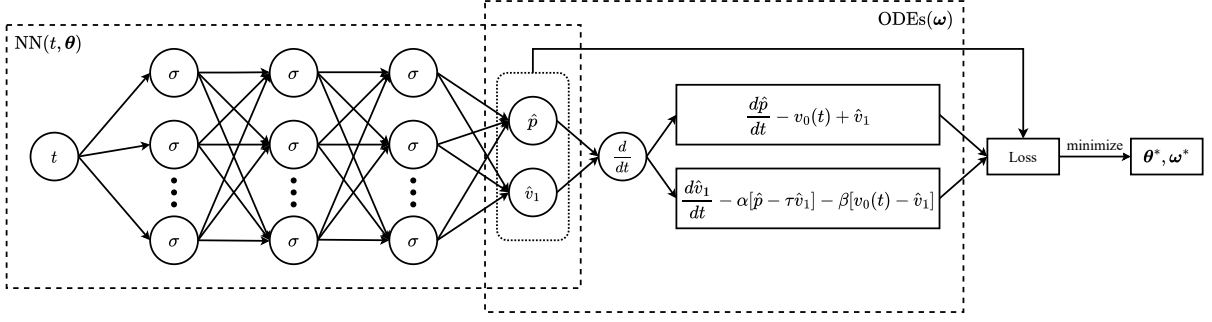 NN(t, θ)
ODEs(ω)
t
σ
σ
σ
σ
σ
σ
σ
σ
σ
p̂
v̂₁
d/dt
dp̂/dt − v₀(t) + v̂₁
dv̂₁/dt − α[p̂ − τv̂₁] − β[v₀(t) − v̂₁]
Loss
minimize
θ*, ω*